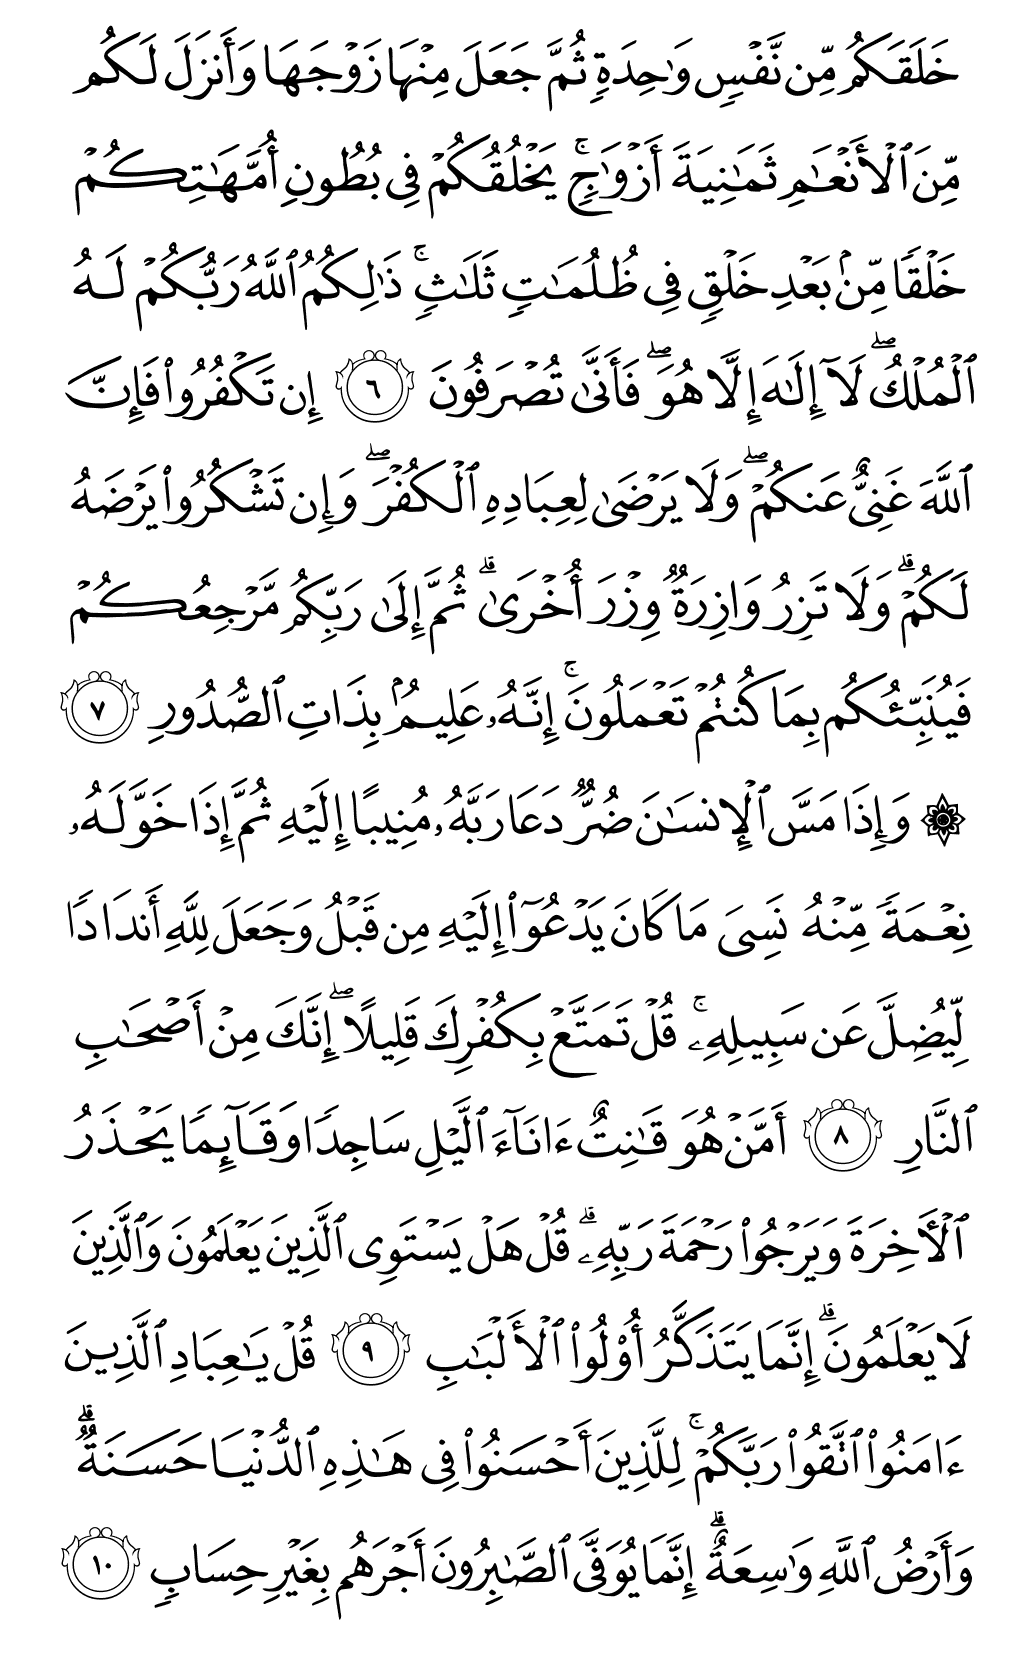 خَلَقَكُم مِّن نَّفْسٍ وَٰحِدَةٍ ثُمَّ جَعَلَ مِنْهَا زَوْجَهَا وَأَنزَلَ لَكُم
مِّنَ ٱلْأَنْعَٰمِ ثَمَٰنِيَةَ أَزْوَٰجٍۚ يَخْلُقُكُمْ فِى بُطُونِ أُمَّهَٰتِكُمْ
خَلْقًا مِّنۢ بَعْدِ خَلْقٍ فِى ظُلُمَٰتٍ ثَلَٰثٍۚ ذَٰلِكُمُ ٱللَّهُ رَبُّكُمْ لَهُ
ٱلْمُلْكُۖ لَآ إِلَٰهَ إِلَّا هُوَۖ فَأَنَّىٰ تُصْرَفُونَ ٦ إِن تَكْفُرُوا۟ فَإِنَّ
ٱللَّهَ غَنِىٌّ عَنكُمْۖ وَلَا يَرْضَىٰ لِعِبَادِهِ ٱلْكُفْرَۖ وَإِن تَشْكُرُوا۟ يَرْضَهُ
لَكُمْۗ وَلَا تَزِرُ وَازِرَةٌ وِزْرَ أُخْرَىٰۗ ثُمَّ إِلَىٰ رَبِّكُم مَّرْجِعُكُمْ
فَيُنَبِّئُكُم بِمَا كُنتُمْ تَعْمَلُونَۚ إِنَّهُۥ عَلِيمٌۢ بِذَاتِ ٱلصُّدُورِ ٧
۞ وَإِذَا مَسَّ ٱلْإِنسَٰنَ ضُرٌّ دَعَا رَبَّهُۥ مُنِيبًا إِلَيْهِ ثُمَّ إِذَا خَوَّلَهُۥ
نِعْمَةً مِّنْهُ نَسِىَ مَا كَانَ يَدْعُوٓا۟ إِلَيْهِ مِن قَبْلُ وَجَعَلَ لِلَّهِ أَندَادًا
لِّيُضِلَّ عَن سَبِيلِهِۦۚ قُلْ تَمَتَّعْ بِكُفْرِكَ قَلِيلًاۖ إِنَّكَ مِنْ أَصْحَٰبِ
ٱلنَّارِ ٨ أَمَّنْ هُوَ قَٰنِتٌ ءَانَآءَ ٱلَّيْلِ سَاجِدًا وَقَآئِمًا يَحْذَرُ
ٱلْءَاخِرَةَ وَيَرْجُوا۟ رَحْمَةَ رَبِّهِۦۗ قُلْ هَلْ يَسْتَوِى ٱلَّذِينَ يَعْلَمُونَ وَٱلَّذِينَ
لَا يَعْلَمُونَۗ إِنَّمَا يَتَذَكَّرُ أُو۟لُوا۟ ٱلْأَلْبَٰبِ ٩ قُلْ يَٰعِبَادِ ٱلَّذِينَ
ءَامَنُوا۟ ٱتَّقُوا۟ رَبَّكُمْۚ لِلَّذِينَ أَحْسَنُوا۟ فِى هَٰذِهِ ٱلدُّنْيَا حَسَنَةٌۗ
وَأَرْضُ ٱللَّهِ وَٰسِعَةٌۗ إِنَّمَا يُوَفَّى ٱلصَّٰبِرُونَ أَجْرَهُم بِغَيْرِ حِسَابٍ ١٠